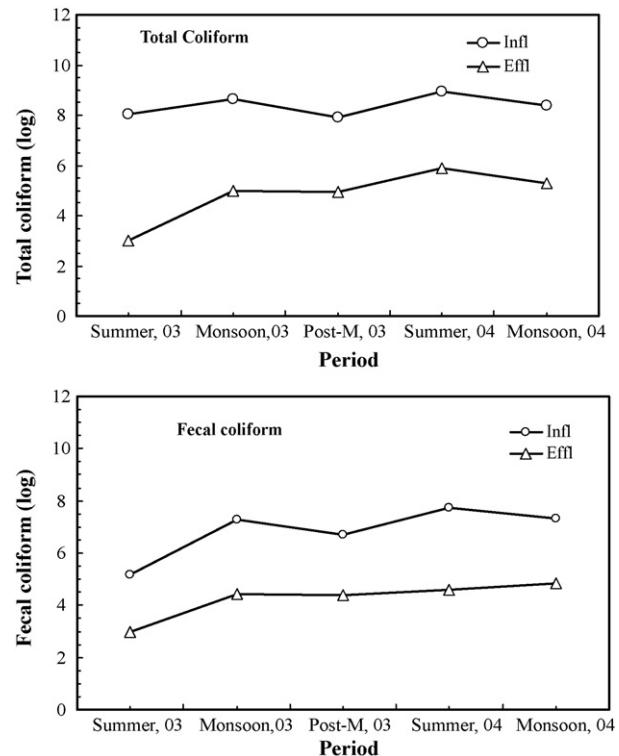 12
Total Coliform
Infl
Effl
10
8
6
4
2
0
Total coliform (log)
Summer, 03 Monsoon,03 Post-M, 03 Summer, 04 Monsoon, 04
Period
12
Fecal coliform
Infl
Effl
10
8
6
4
2
0
Fecal coliform (log)
Summer, 03 Monsoon,03 Post-M, 03 Summer, 04 Monsoon, 04
Period